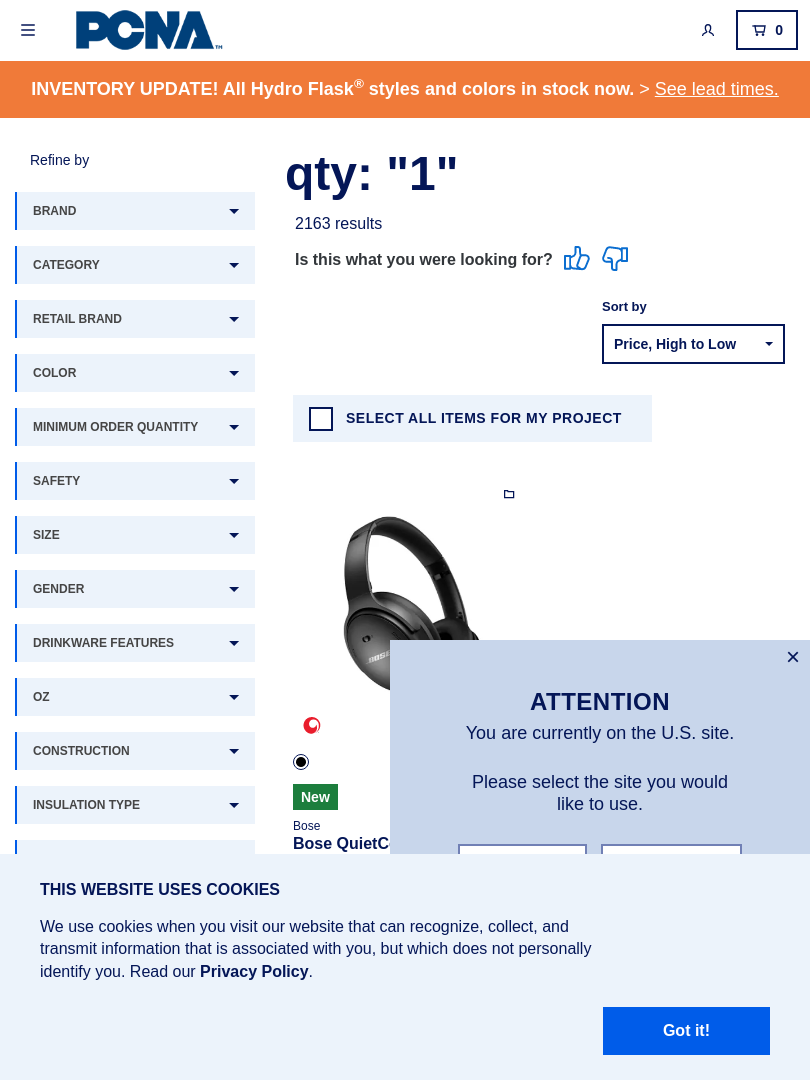 PCNA™
0
INVENTORY UPDATE! All Hydro Flask® styles and colors in stock now. > See lead times.
Refine by
BRAND
CATEGORY
RETAIL BRAND
COLOR
MINIMUM ORDER QUANTITY
SAFETY
SIZE
GENDER
DRINKWARE FEATURES
OZ
CONSTRUCTION
INSULATION TYPE
qty: "1"
2163 results
Is this what you were looking for?
Sort by
Price, High to Low
SELECT ALL ITEMS FOR MY PROJECT
BOSE
New
Bose
Bose QuietC
ATTENTION
You are currently on the U.S. site.
Please select the site you would
like to use.
THIS WEBSITE USES COOKIES
We use cookies when you visit our website that can recognize, collect, and
transmit information that is associated with you, but which does not personally
identify you. Read our Privacy Policy.
Got it!